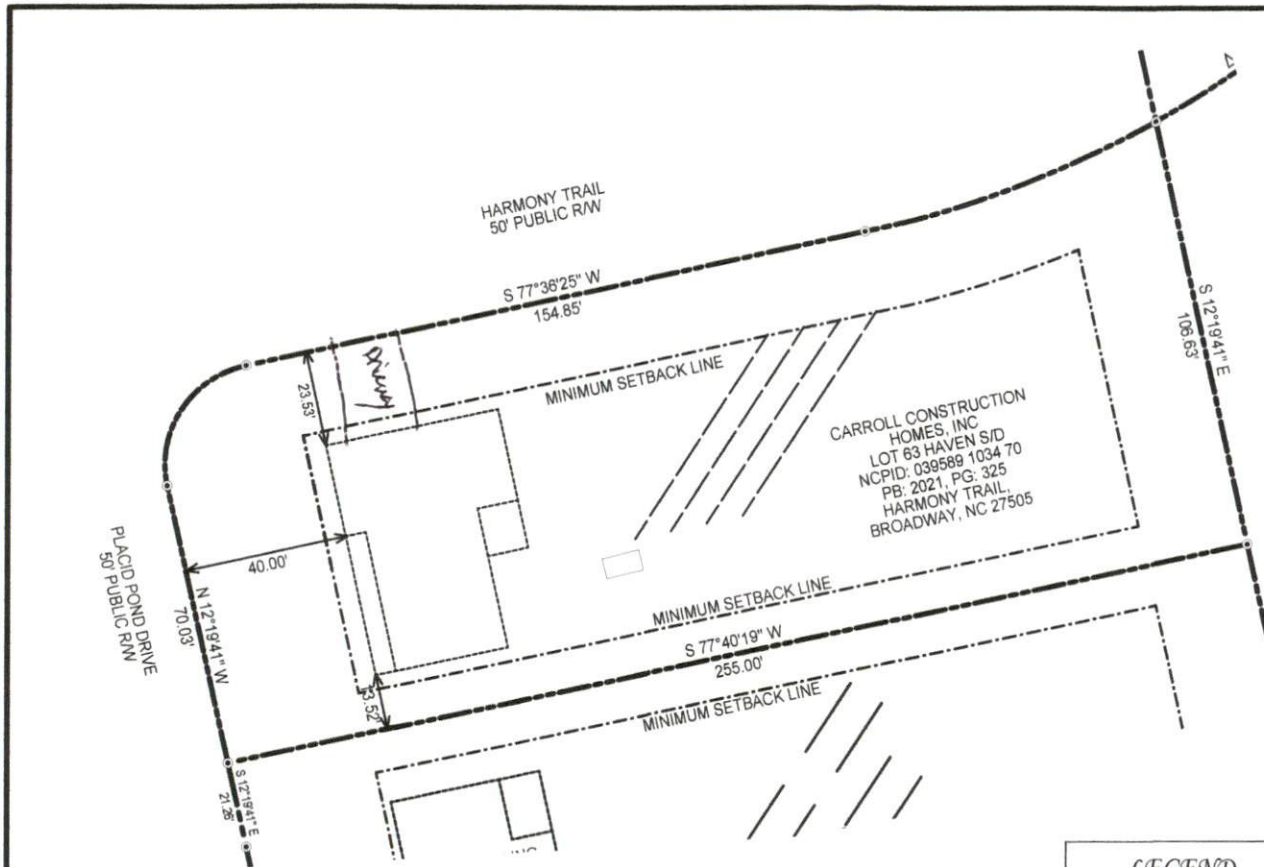 HARMONY TRAIL
50' PUBLIC R/W
S 77°36'25" W
154.85'
23.53'
MINIMUM SETBACK LINE
S 12°19'41" E
106.63'
CARROLL CONSTRUCTION
HOMES, INC
LOT 63 HAVEN S/D
NCPID: 039589 1034 70
PB: 2021, PG: 325
HARMONY TRAIL,
BROADWAY, NC 27505
PLACID POND DRIVE
50' PUBLIC R/W
40.00'
N 12°19'41" W
70.03'
MINIMUM SETBACK LINE
S 77°40'19" W
255.00'
13.52'
MINIMUM SETBACK LINE
S 12°19'41" E
21.26'
LEGEND